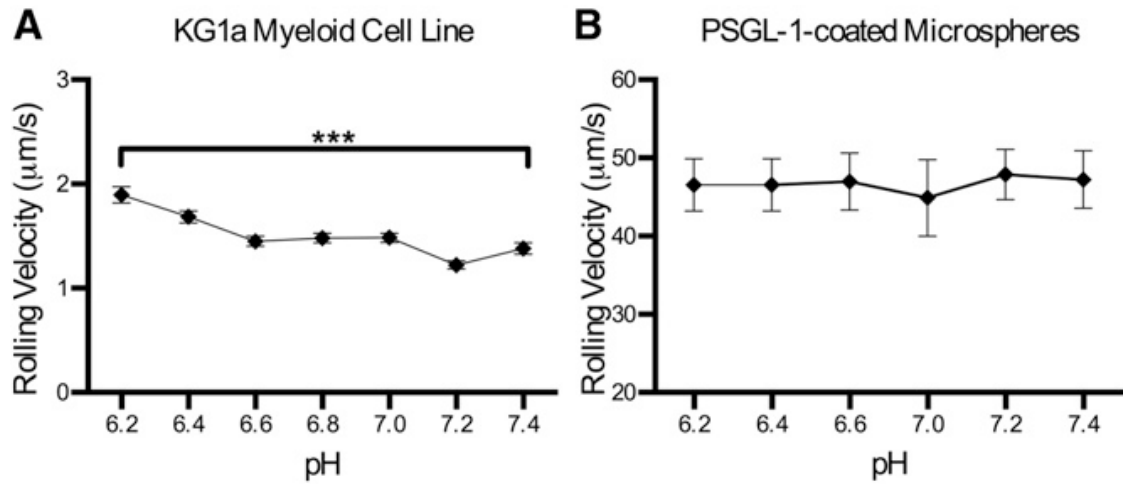 A KG1a Myeloid Cell Line
Rolling Velocity (μm/s)
3
2
1
0
***
6.2 6.4 6.6 6.8 7.0 7.2 7.4
pH
B PSGL-1-coated Microspheres
Rolling Velocity (μm/s)
60
50
40
30
20
6.2 6.4 6.6 7.0 7.2 7.4
pH